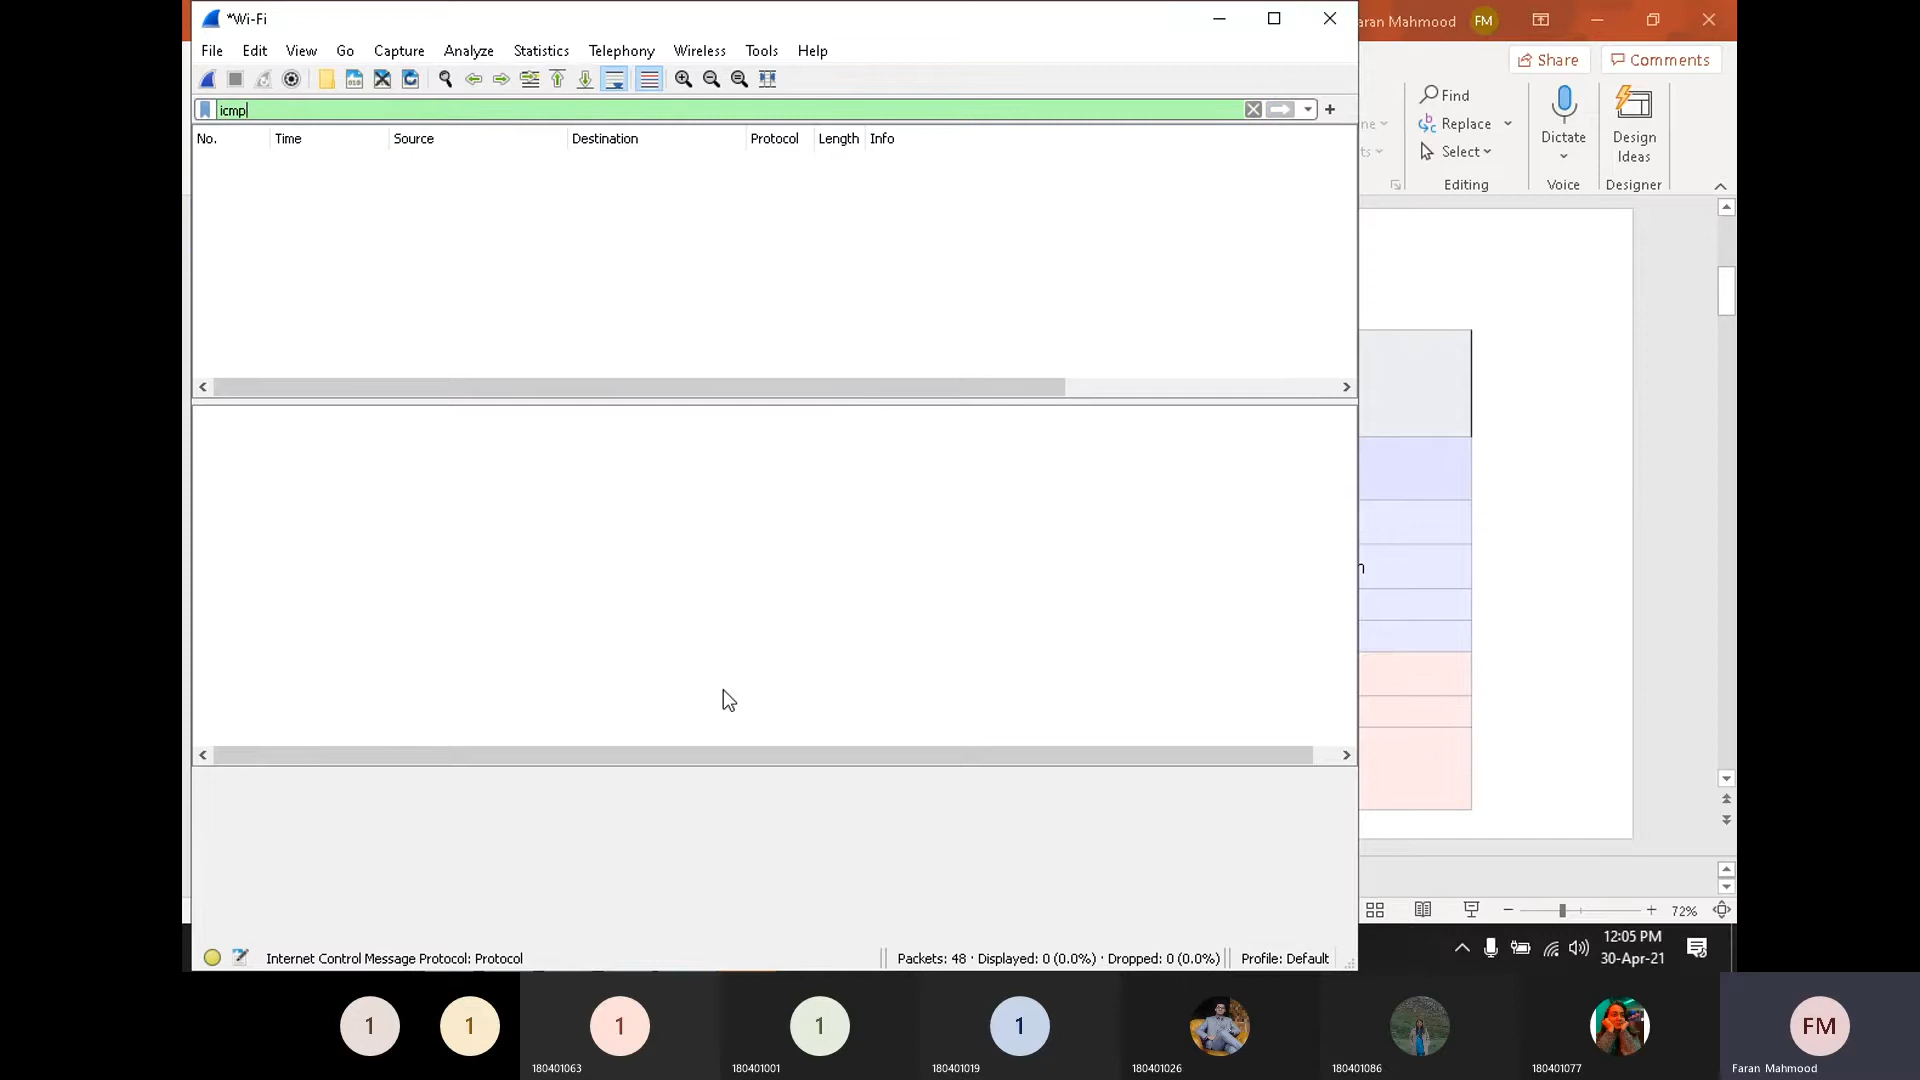 *Wi-Fi
File Edit View Go Capture Analyze Statistics Telephony Wireless Tools Help
icmp
No. Time Source Destination Protocol Length Info
Internet Control Message Protocol: Protocol
Packets: 48 · Displayed: 0 (0.0%) · Dropped: 0 (0.0%)
Profile: Default
aran Mahmood FM
Share Comments
Find
Replace
Select
Editing
Dictate
Voice
Design
Ideas
Designer
72%
12:05 PM
30-Apr-21
1
1
1
180401063
1
180401001
1
180401019
180401026
180401086
180401077
FM
Faran Mahmood